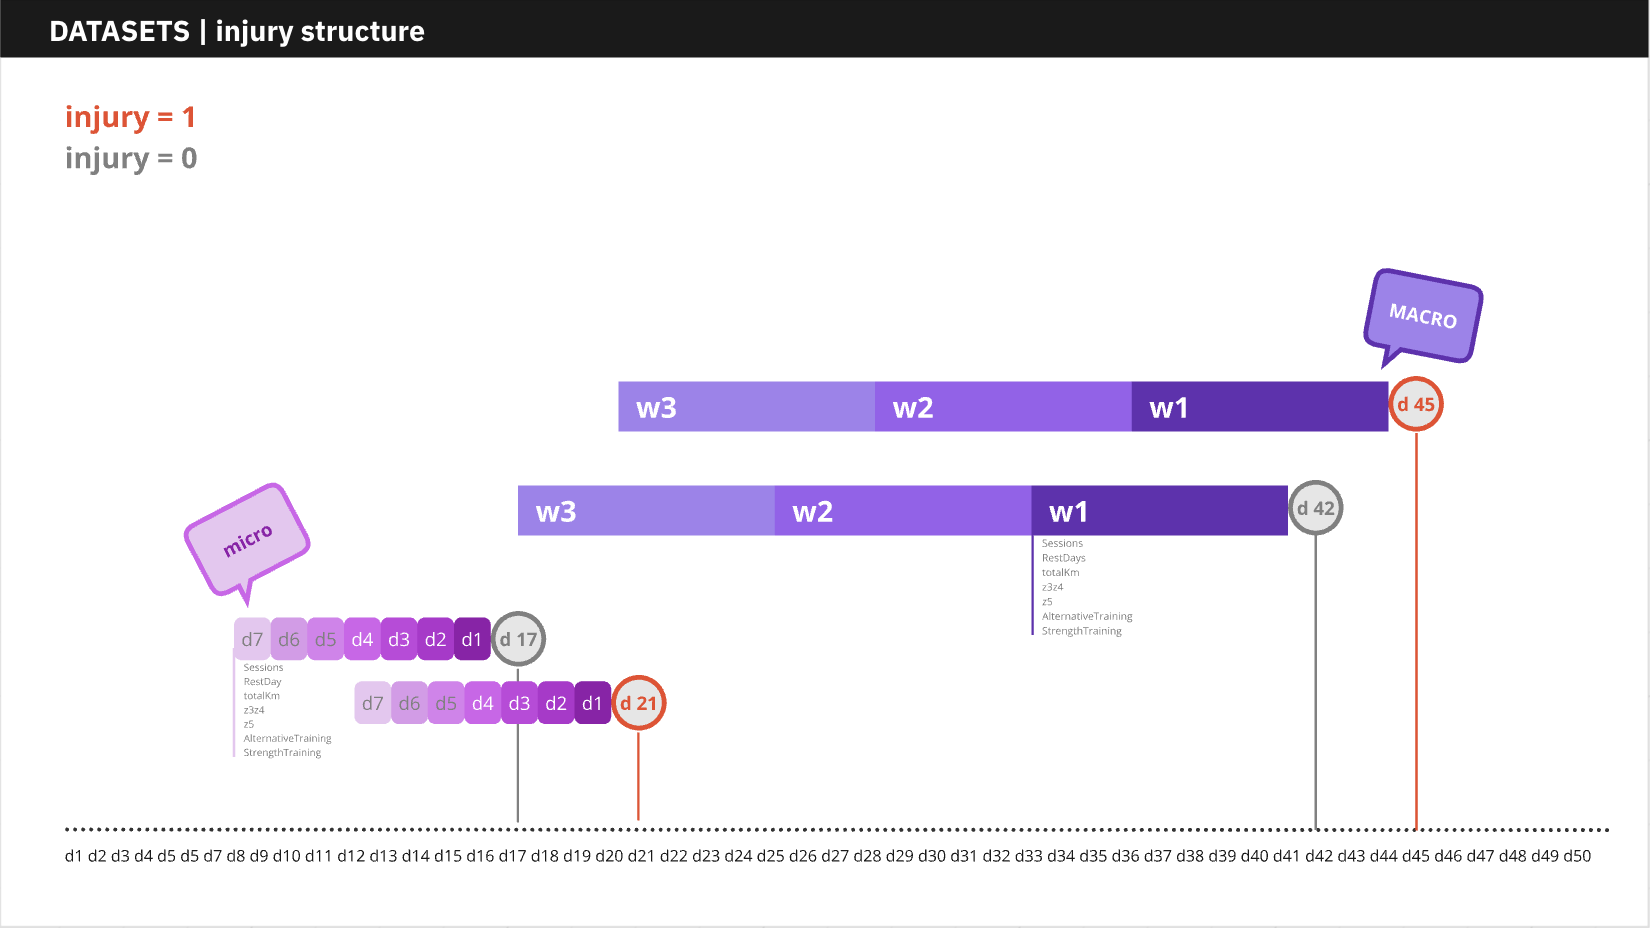 DATASETS | injury structure
injury = 1
injury = 0
MACRO
w3 w2 w1 d 45
w3 w2 w1 d 42
Sessions
RestDays
totalKm
z3z4
z5
AlternativeTraining
StrengthTraining
micro
d7 d6 d5 d4 d3 d2 d1 d 17
Sessions
RestDay
totalKm
z3z4
z5
AlternativeTraining
StrengthTraining
d7 d6 d5 d4 d3 d2 d1 d 21
d1 d2 d3 d4 d5 d5 d7 d8 d9 d10 d11 d12 d13 d14 d15 d16 d17 d18 d19 d20 d21 d22 d23 d24 d25 d26 d27 d28 d29 d30 d31 d32 d33 d34 d35 d36 d37 d38 d39 d40 d41 d42 d43 d44 d45 d46 d47 d48 d49 d50